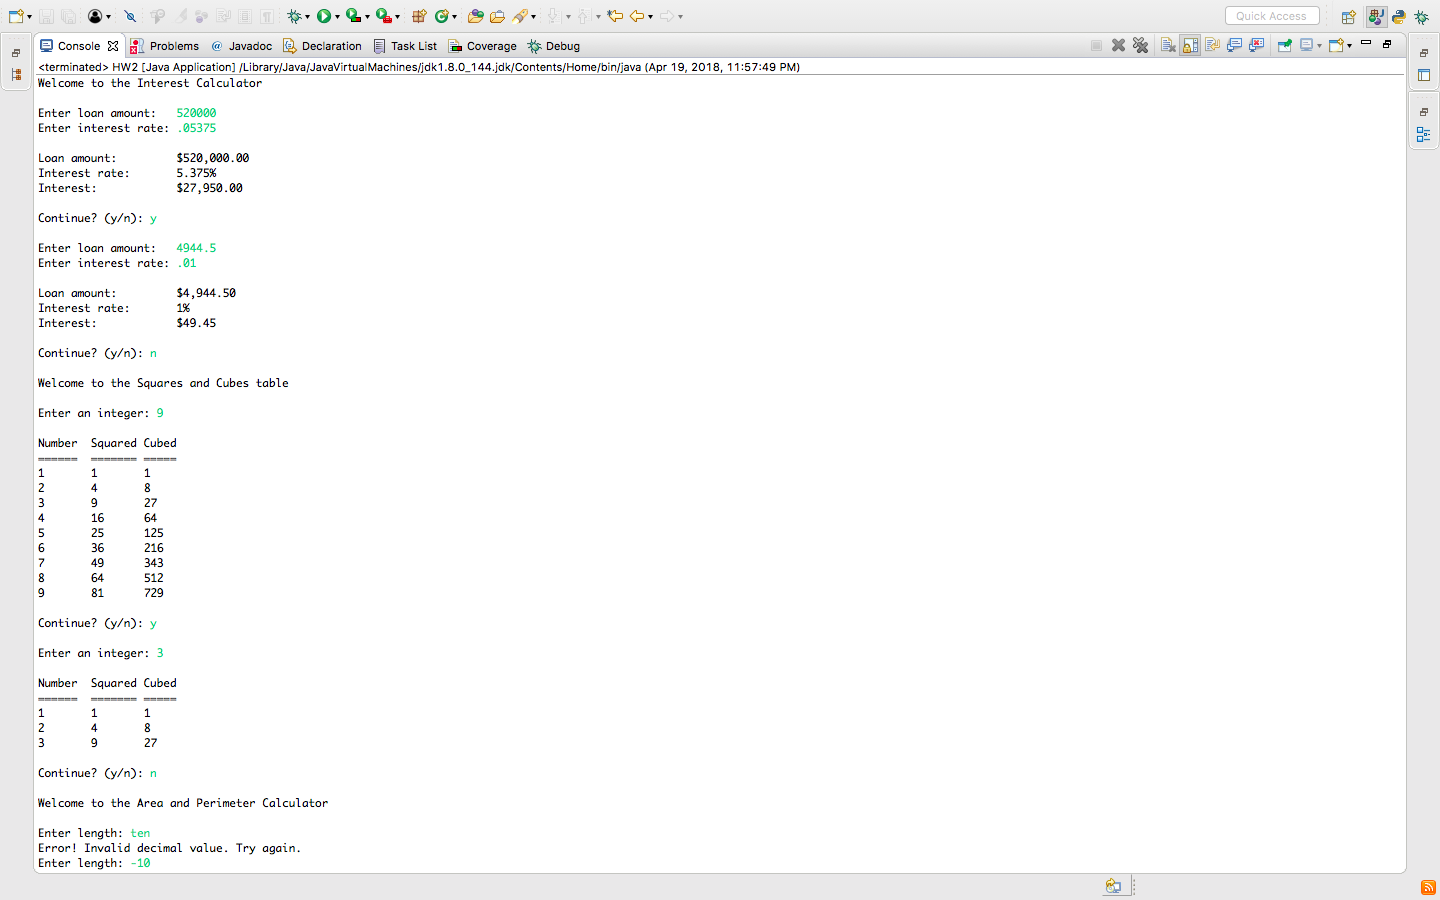 Quick Access
Console Problems @ Javadoc Declaration Task List Coverage Debug
<terminated> HW2 [Java Application] /Library/Java/JavaVirtualMachines/jdk1.8.0_144.jdk/Contents/Home/bin/java (Apr 19, 2018, 11:57:49 PM)
Welcome to the Interest Calculator
Enter loan amount: 520000
Enter interest rate: .05375
Loan amount: $520,000.00
Interest rate: 5.375%
Interest: $27,950.00
Continue? (y/n): y
Enter loan amount: 4944.5
Enter interest rate: .01
Loan amount: $4,944.50
Interest rate: 1%
Interest: $49.45
Continue? (y/n): n
Welcome to the Squares and Cubes table
Enter an integer: 9
Number Squared Cubed
====== ======= =====
1 1 1
2 4 8
3 9 27
4 16 64
5 25 125
6 36 216
7 49 343
8 64 512
9 81 729
Continue? (y/n): y
Enter an integer: 3
Number Squared Cubed
====== ======= =====
1 1 1
2 4 8
3 9 27
Continue? (y/n): n
Welcome to the Area and Perimeter Calculator
Enter length: ten
Error! Invalid decimal value. Try again.
Enter length: -10